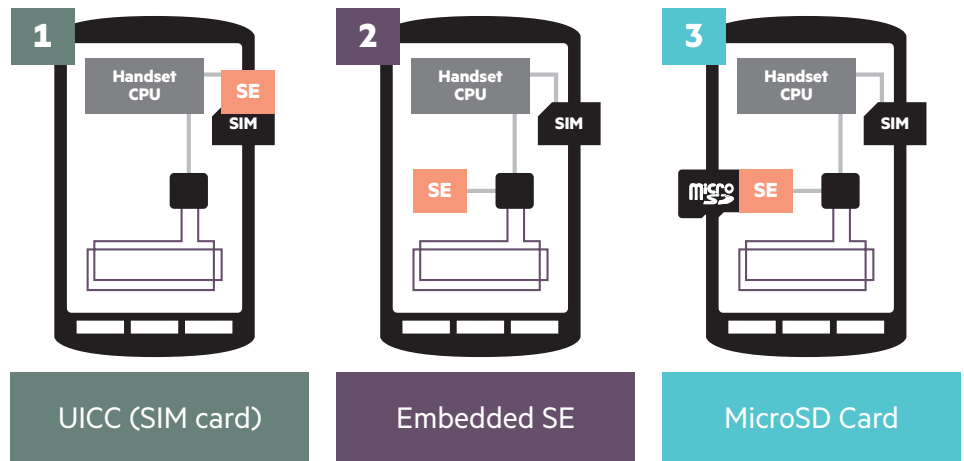 1
Handset
CPU
SE
SIM
UICC (SIM card)
2
Handset
CPU
SIM
SE
Embedded SE
3
Handset
CPU
SIM
micro
SD
SE
MicroSD Card